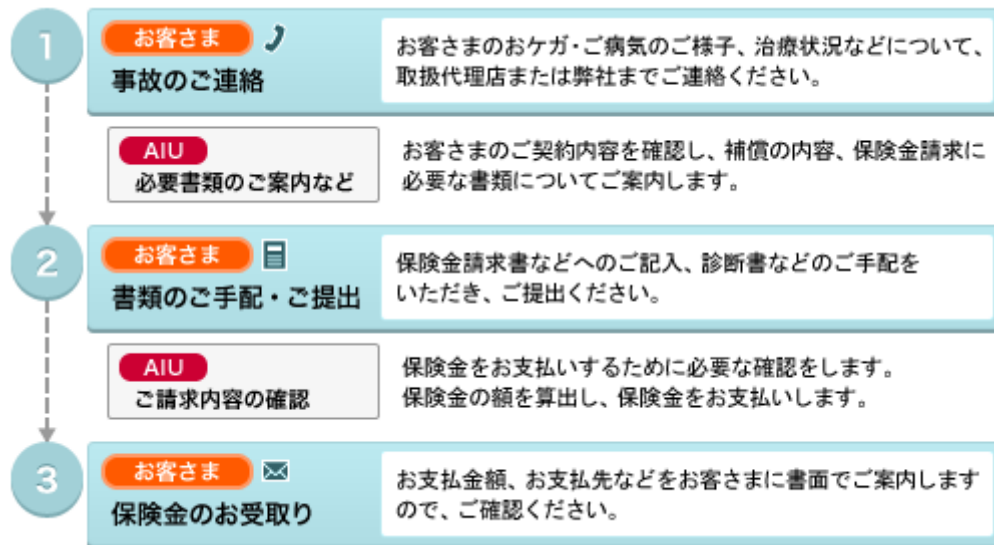 1
お客さま
事故のご連絡
お客さまのおケガ・ご病気のご様子、治療状況などについて、
取扱代理店または弊社までご連絡ください。
AIU
必要書類のご案内など
お客さまのご契約内容を確認し、補償の内容、保険金請求に
必要な書類についてご案内します。
2
お客さま
書類のご手配・ご提出
保険金請求書などへのご記入、診断書などのご手配を
いただき、ご提出ください。
AIU
ご請求内容の確認
保険金をお支払いするために必要な確認をします。
保険金の額を算出し、保険金をお支払いします。
3
お客さま
保険金のお受取り
お支払金額、お支払先などをお客さまに書面でご案内します
ので、ご確認ください。